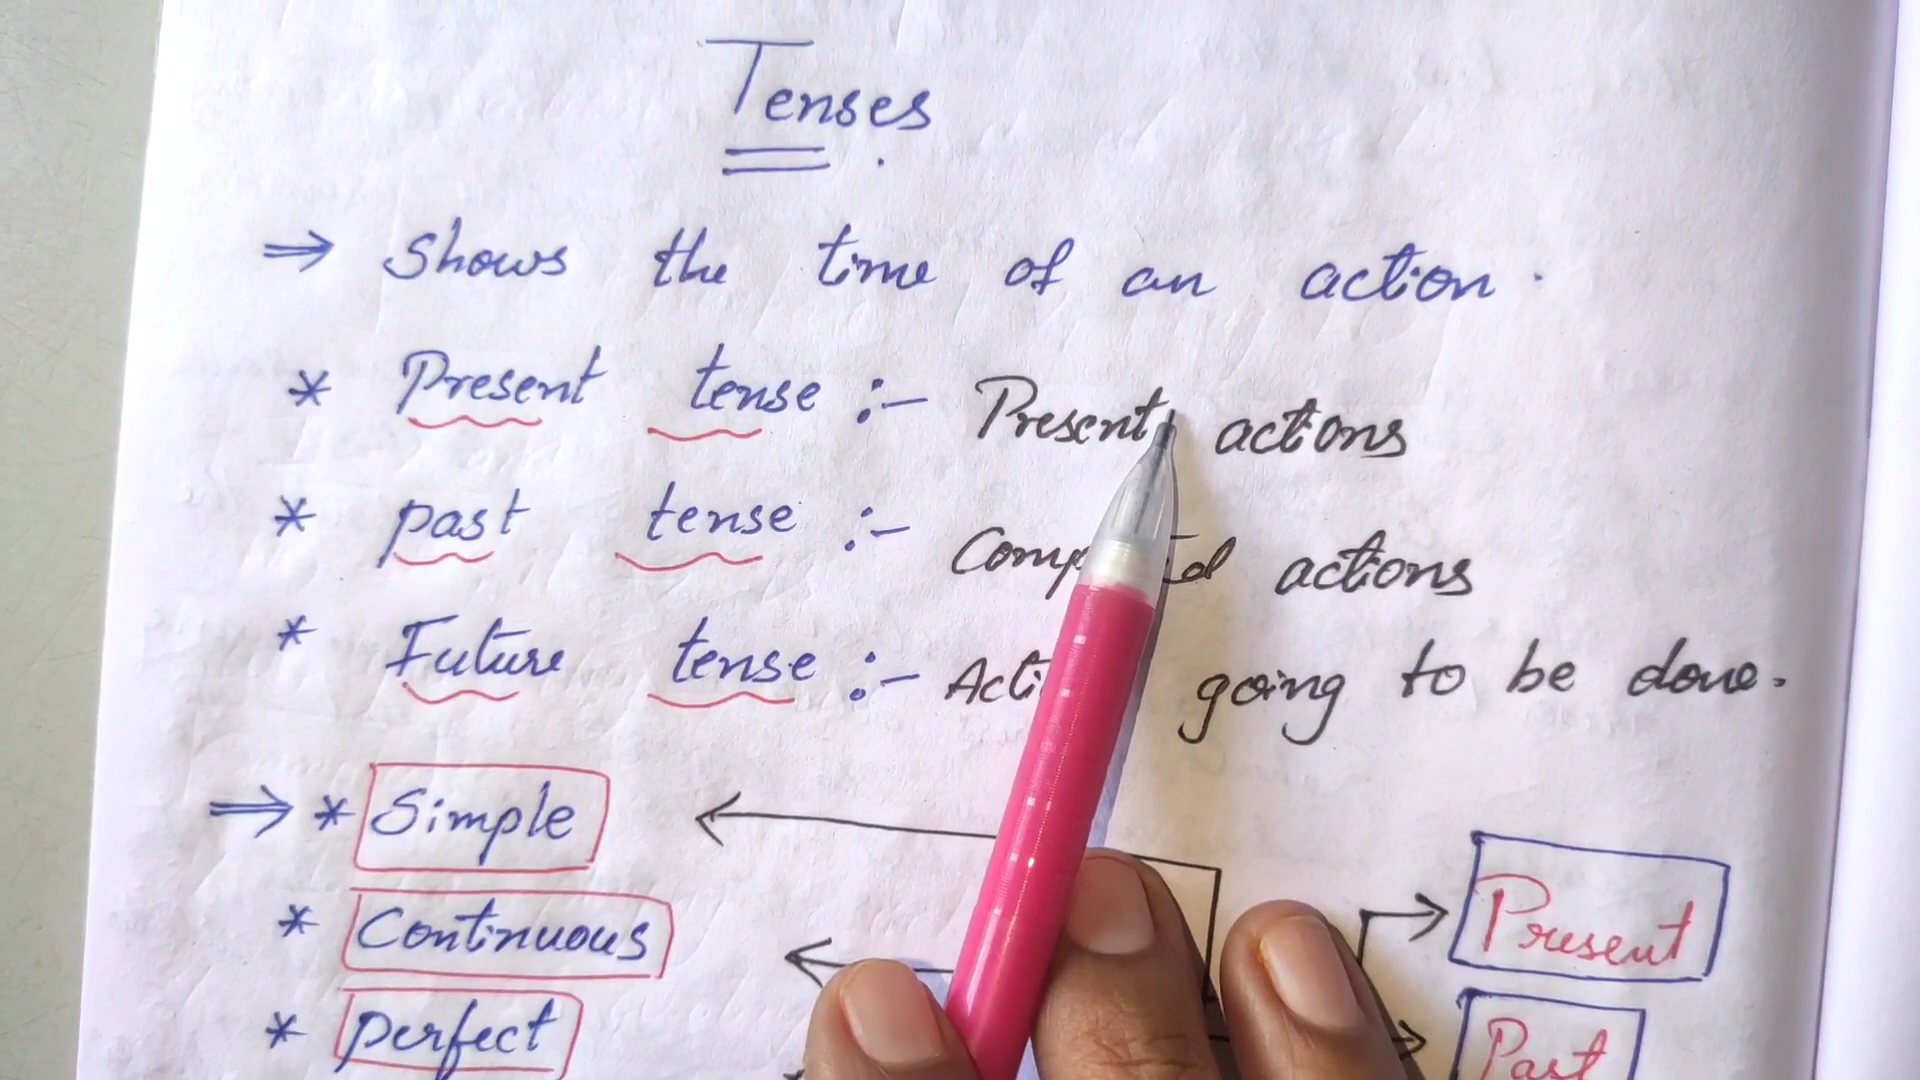 Tenses
⇒ Shows the time of an action.
* Present tense :- Present actions
* past tense :- actions
* Future tense :- going to be done.
⇒ * Simple
* Continuous
Present
* perfect
Past